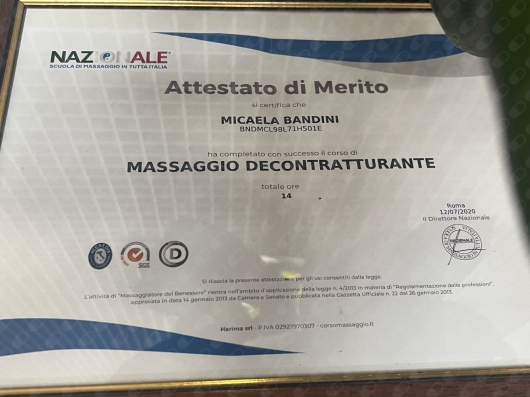 NAZIONALE®
SCUOLA DI MASSAGGIO IN TUTTA ITALIA
Attestato di Merito
si certifica che
MICAELA BANDINI
BNDMCL98L71H501E
ha completato con successo il corso di
MASSAGGIO DECONTRATTURANTE
totale ore
14
Roma
12/07/2020
Il Direttore Nazionale
NAZIONALE
SGS
D
Si rilascia la presente attestazione per gli usi consentiti dalla legge.
L'attività di "Massaggiatore del Benessere" rientra nell'ambito d'applicazione della legge n. 4/2013 in materia di "Regolamentazione delle professioni",
approvata in data 14 gennaio 2013 da Camera e Senato e pubblicata nella Gazzetta Ufficiale n. 22 del 26 gennaio 2013.
Marima srl - P.IVA 02927970307 - corsomassaggio.it